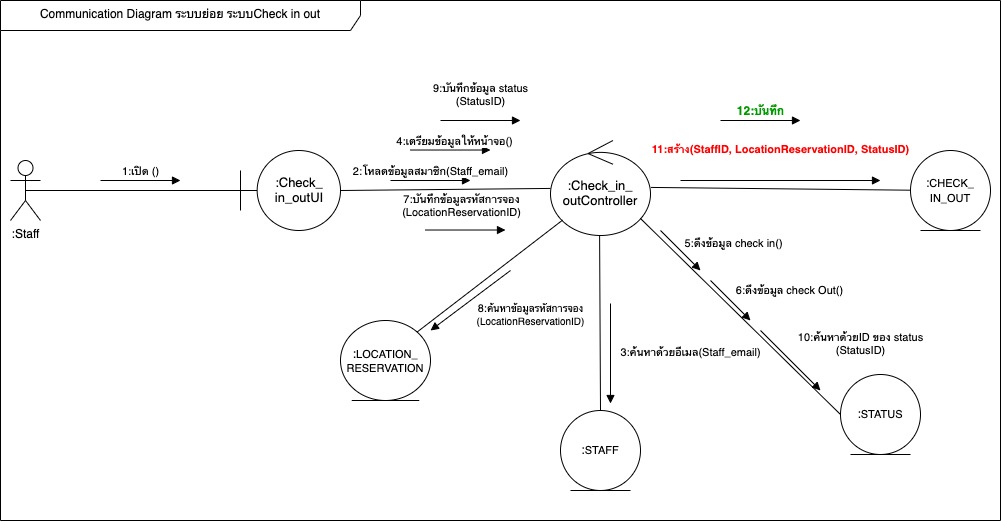 Communication Diagram ระบบย่อย ระบบCheck in out
9:บันทึกข้อมูล status
(StatusID)
12:บันทึก
4:เตรียมข้อมูลให้หน้าจอ()
11:สร้าง(StaffID, LocationReservationID, StatusID)
1:เปิด ()
2:โหลดข้อมูลสมาชิก(Staff_email)
:Check_
in_outUI
:Check_in_
outController
:CHECK_
IN_OUT
7:บันทึกข้อมูลรหัสการจอง
(LocationReservationID)
:Staff
5:ดึงข้อมูล check in()
6:ดึงข้อมูล check Out()
8:ค้นหาข้อมูลรหัสการจอง
(LocationReservationID)
10:ค้นหาด้วยID ของ status
(StatusID)
3:ค้นหาด้วยอีเมล(Staff_email)
:LOCATION_
RESERVATION
:STATUS
:STAFF